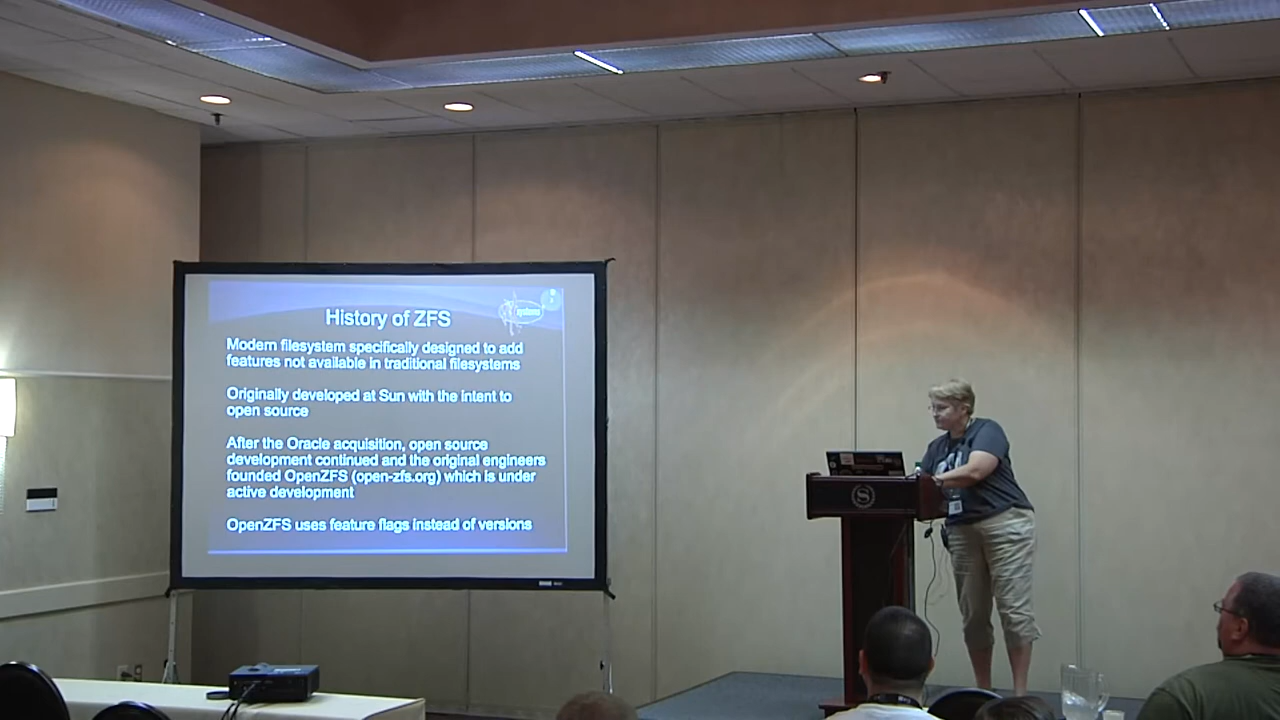 History of ZFS
systems
Modern filesystem specifically designed to add
features not available in traditional filesystems
Originally developed at Sun with the intent to
open source
After the Oracle acquisition, open source
development continued and the original engineers
founded OpenZFS (open-zfs.org) which is under
active development
OpenZFS uses feature flags instead of versions
S